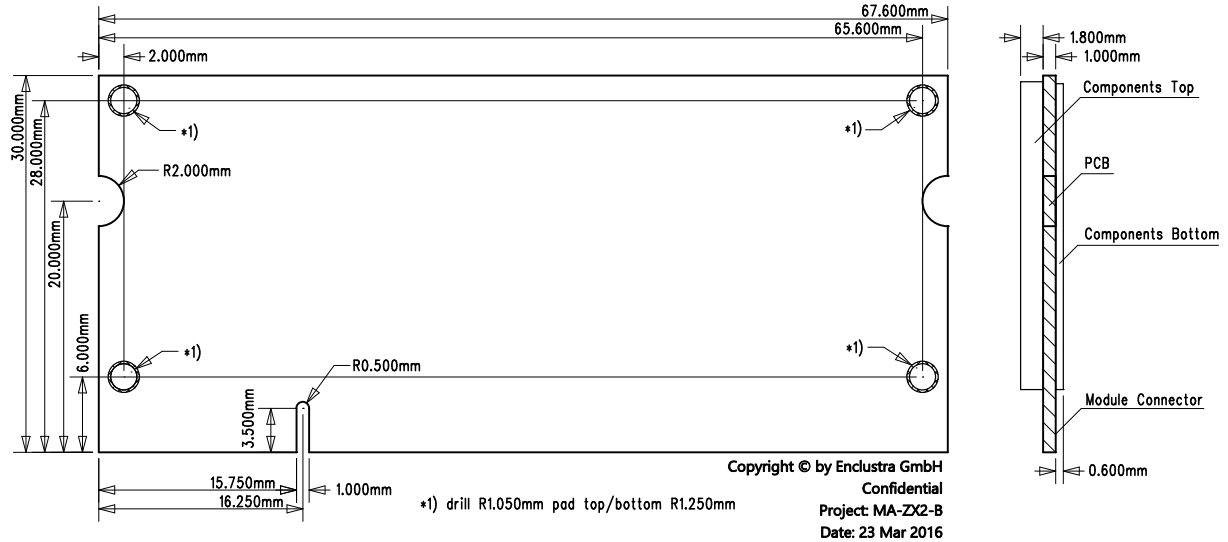 67.600mm
65.600mm
2.000mm
1.800mm
1.000mm
Components Top
*1)
*1)
30.000mm
28.000mm
R2.000mm
PCB
20.000mm
Components Bottom
6.000mm
*1)
*1)
R0.500mm
3.500mm
Module Connector
15.750mm
1.000mm
16.250mm
*1) drill R1.050mm pad top/bottom R1.250mm
0.600mm
Copyright © by Enclustra GmbH
Confidential
Project: MA-ZX2-B
Date: 23 Mar 2016